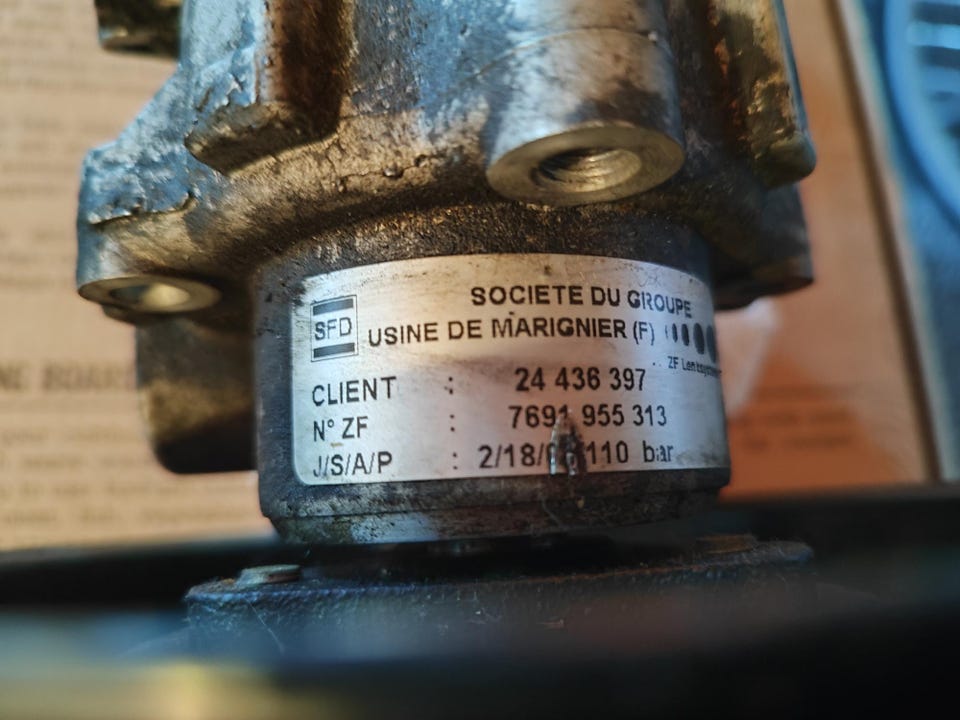 SFD
SOCIETE DU GROUPE
USINE DE MARIGNIER (F)
ZF
CLIENT : 24 436 397
N° ZF : 7691 955 313
J/S/A/P : 2/18/ 110 bar